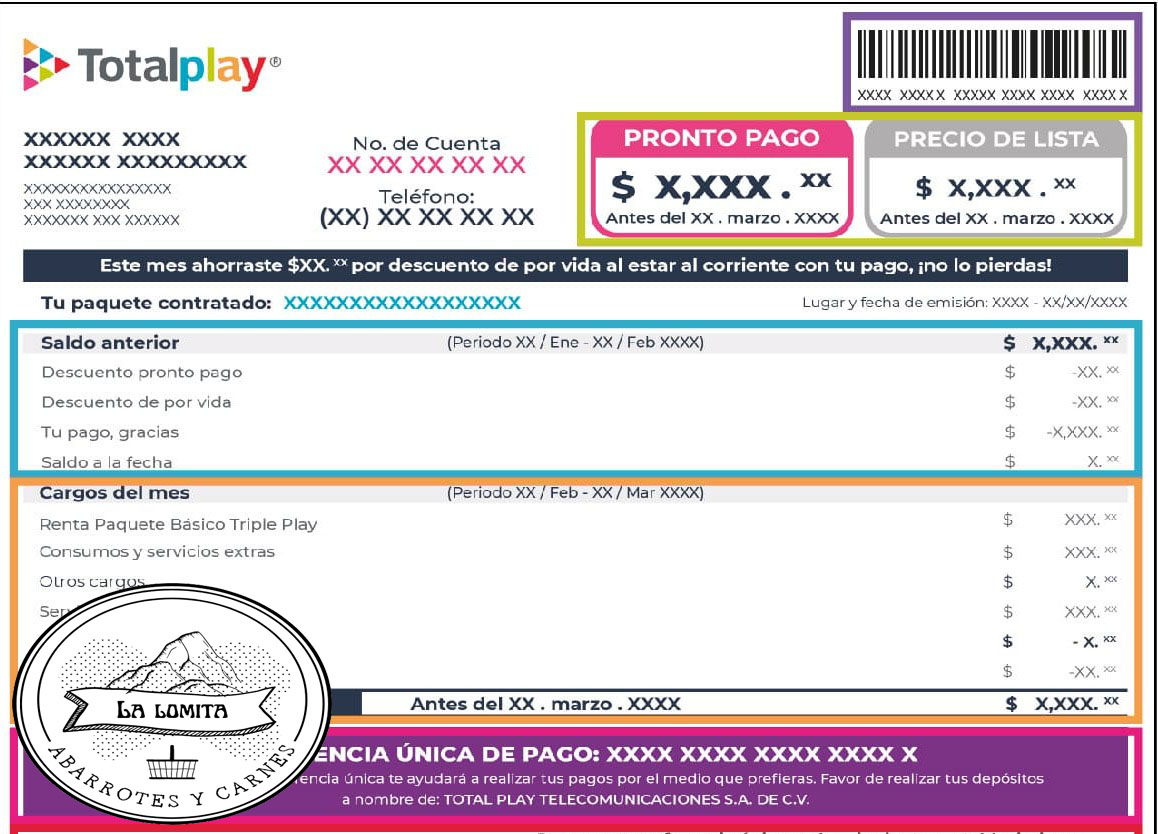 Totalplay®
XXXX XXXXX XXXXX XXXX XXXX XXXXX
XXXXXX XXXX
XXXXXX XXXXXXXXX
XXXXXXXXXXXXXXXX
XXX XXXXXXXX
XXXXXXX XXX XXXXXX
No. de Cuenta
XX XX XX XX XX
Teléfono:
(XX) XX XX XX XX
PRONTO PAGO
$ X,XXX . XX
Antes del XX . marzo . XXXX
PRECIO DE LISTA
$ X,XXX . XX
Antes del XX . marzo . XXXX
Este mes ahorraste $XX. XX por descuento de por vida al estar al corriente con tu pago, ¡no lo pierdas!
Tu paquete contratado: XXXXXXXXXXXXXXXXXX Lugar y fecha de emisión: XXXX - XX/XX/XXXX
Saldo anterior (Periodo XX / Ene - XX / Feb XXXX) $ X,XXX. XX
Descuento pronto pago $ -XX. XX
Descuento de por vida $ -XX. XX
Tu pago, gracias $ -X,XXX. XX
Saldo a la fecha $ X. XX
Cargos del mes (Periodo XX / Feb - XX / Mar XXXX)
Renta Paquete Básico Triple Play $ XXX. XX
Consumos y servicios extras $ XXX. XX
Otros cargos $ X. XX
$ XXX. XX
$ - X. XX
$ -XX. XX
Antes del XX . marzo . XXXX $ X,XXX. XX
ÚNICA DE PAGO: XXXX XXXX XXXX XXXX X
única te ayudará a realizar tus pagos por el medio que prefieras. Favor de realizar tus depósitos
a nombre de: TOTAL PLAY TELECOMUNICACIONES S.A. DE C.V.
LA LOMITA
ABARROTES Y CARNES